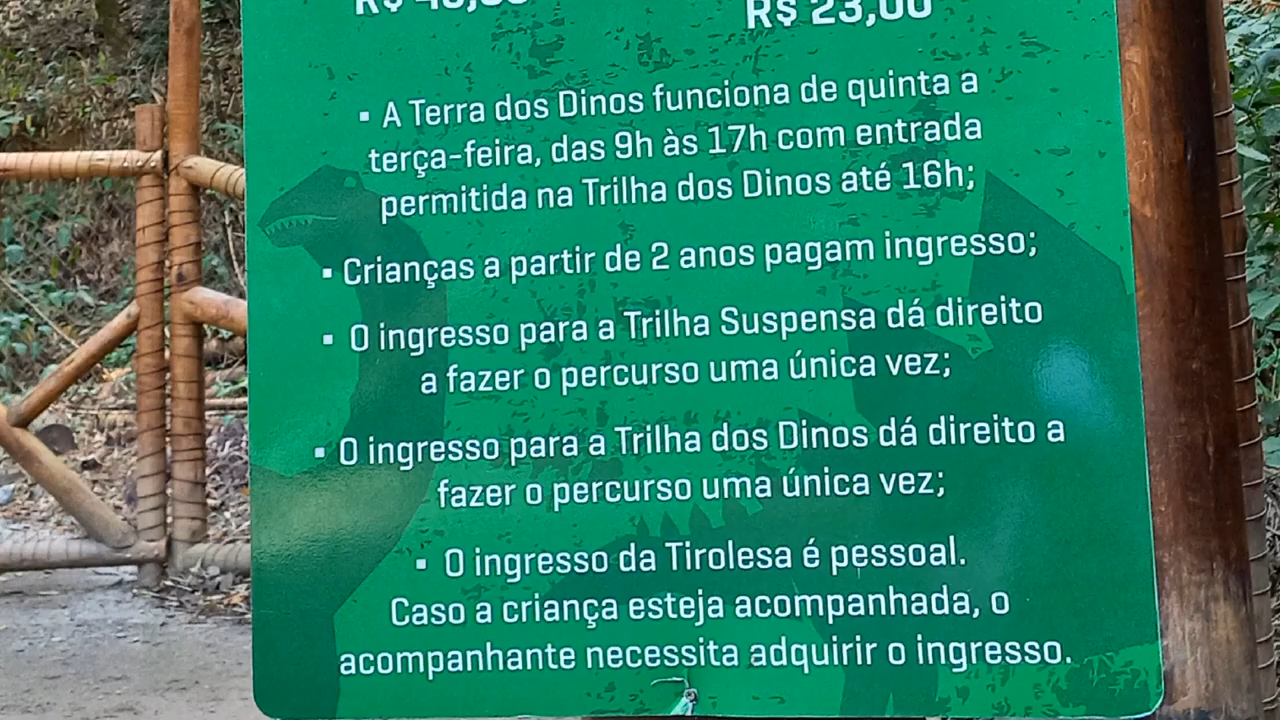 R$ 23,00
▪ A Terra dos Dinos funciona de quinta a
terça-feira, das 9h às 17h com entrada
permitida na Trilha dos Dinos até 16h;
▪ Crianças a partir de 2 anos pagam ingresso;
▪ O ingresso para a Trilha Suspensa dá direito
a fazer o percurso uma única vez;
▪ O ingresso para a Trilha dos Dinos dá direito a
fazer o percurso uma única vez;
▪ O ingresso da Tirolesa é pessoal.
Caso a criança esteja acompanhada, o
acompanhante necessita adquirir o ingresso.